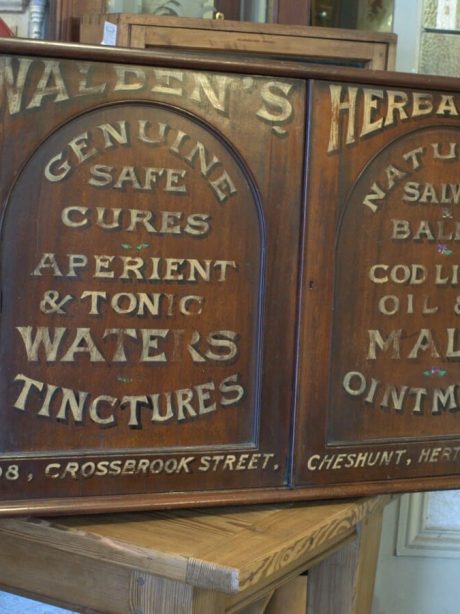 WALDEN'S
GENUINE
SAFE
CURES
APERIENT
& TONIC
WATERS
TINCTURES
08, CROSSBROOK STREET,
HERBA
NATU
SALV
&
BAL
COD LI
OIL &
MAL
OINTM
CHESHUNT, HERT